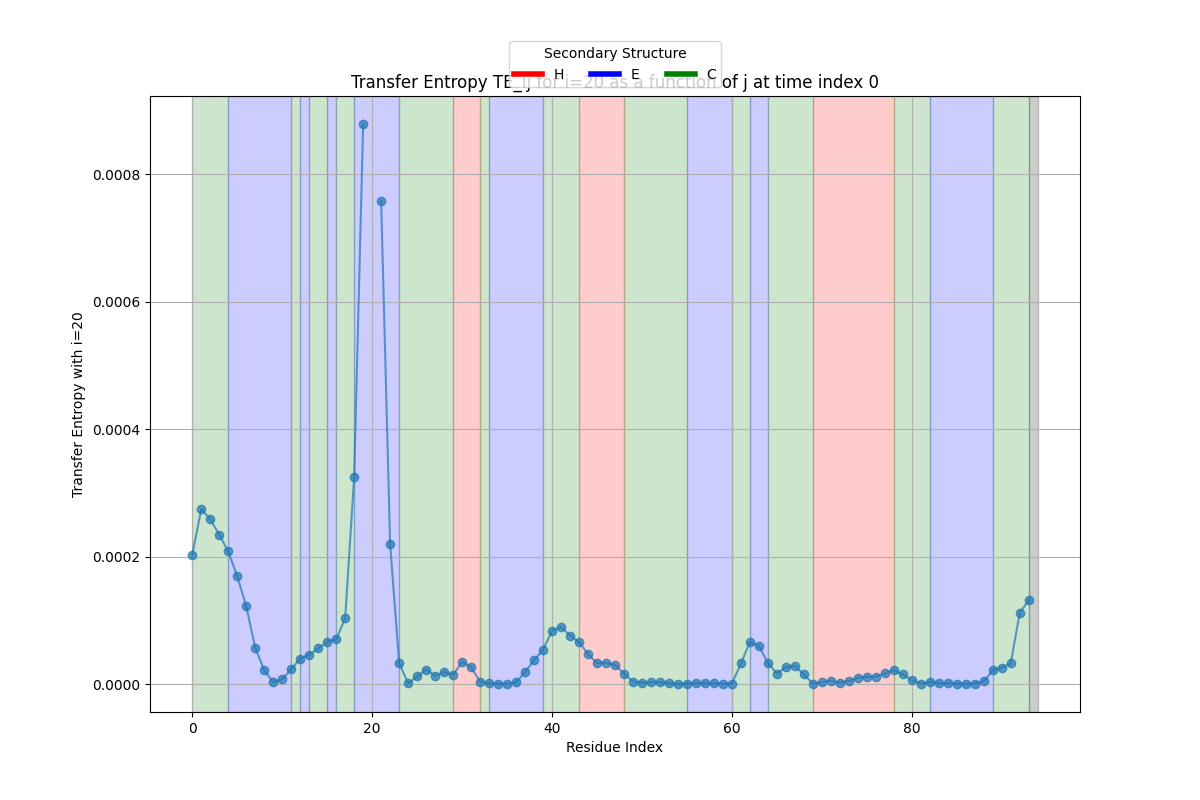 Secondary Structure
H E C
Transfer Entropy TE_ij for i=20 as a function of j at time index 0
Transfer Entropy with i=20
0.0008
0.0006
0.0004
0.0002
0.0000
0 20 40 60 80
Residue Index